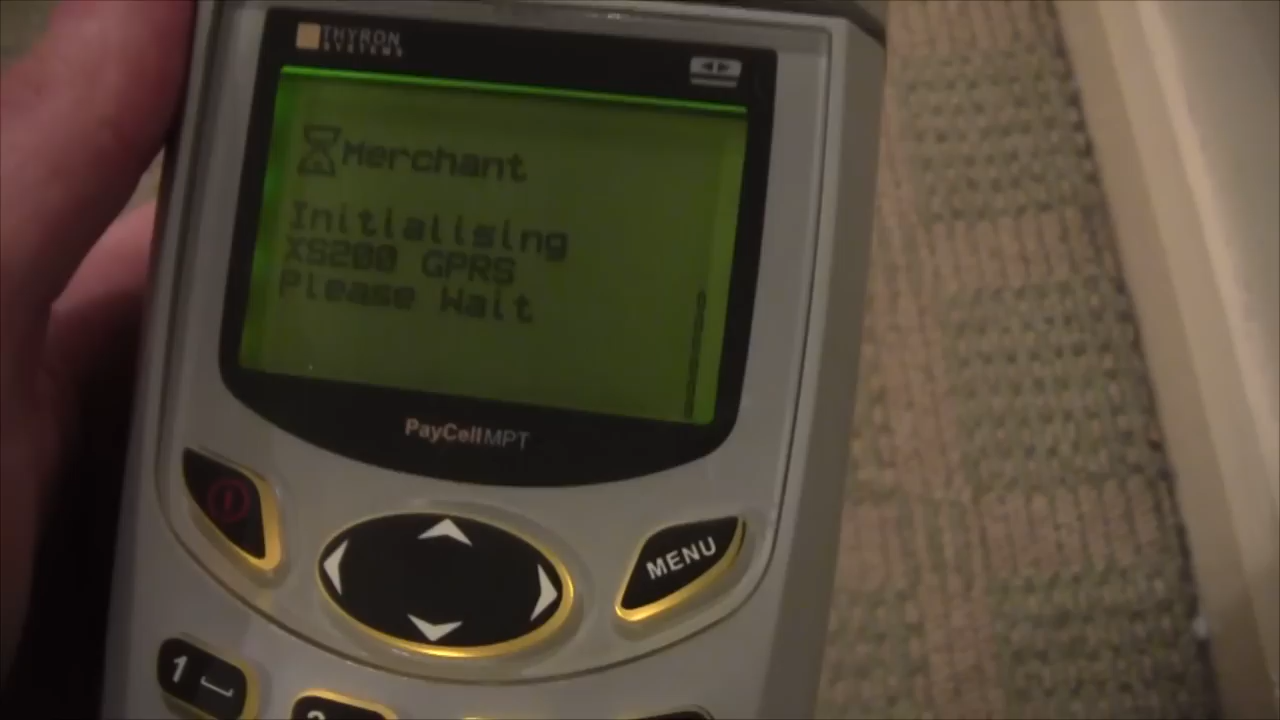 THYRON
SYSTEMS
Merchant
Initialising
XS200 GPRS
Please Wait
PayCellMPT
MENU
1